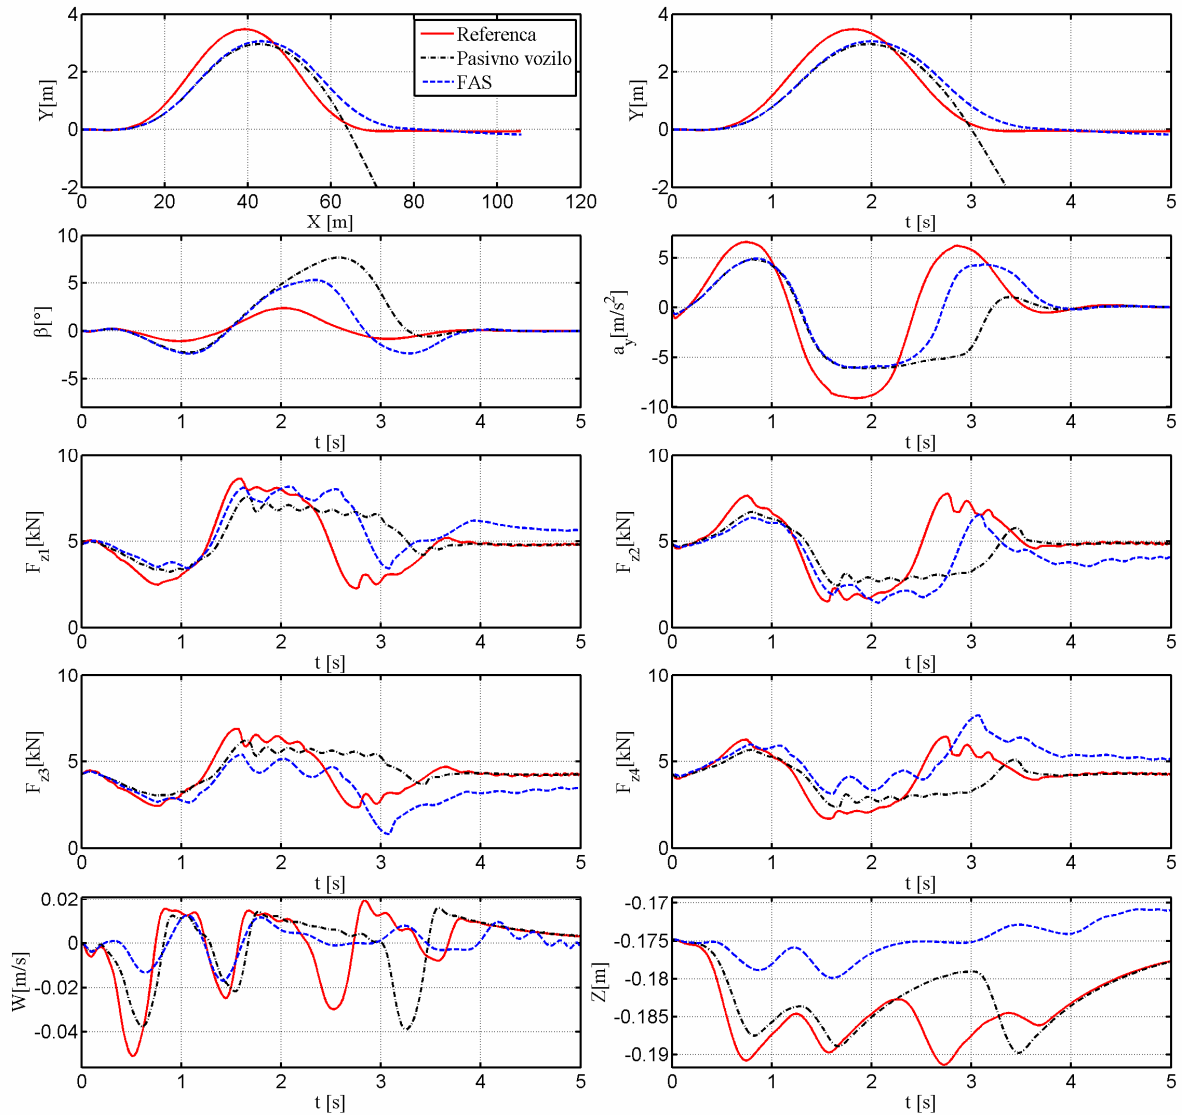 4
2
0
-2
Y[m]
0 20 40 60 80 100 120
X [m]
Referenca
Pasivno vozilo
FAS
4
2
0
-2
Y[m]
0 1 2 3 4 5
t [s]
10
5
0
-5
β[°]
0 1 2 3 4 5
t [s]
5
0
-5
-10
a_y[m/s²]
0 1 2 3 4 5
t [s]
10
5
0
F_z1[kN]
0 1 2 3 4 5
t [s]
10
5
0
F_z2[kN]
0 1 2 3 4 5
t [s]
10
5
0
F_z3[kN]
0 1 2 3 4 5
t [s]
10
5
0
F_z4[kN]
0 1 2 3 4 5
t [s]
0.02
0
-0.02
-0.04
W[m/s]
0 1 2 3 4 5
t [s]
-0.17
-0.175
-0.18
-0.185
-0.19
Z[m]
0 1 2 3 4 5
t [s]